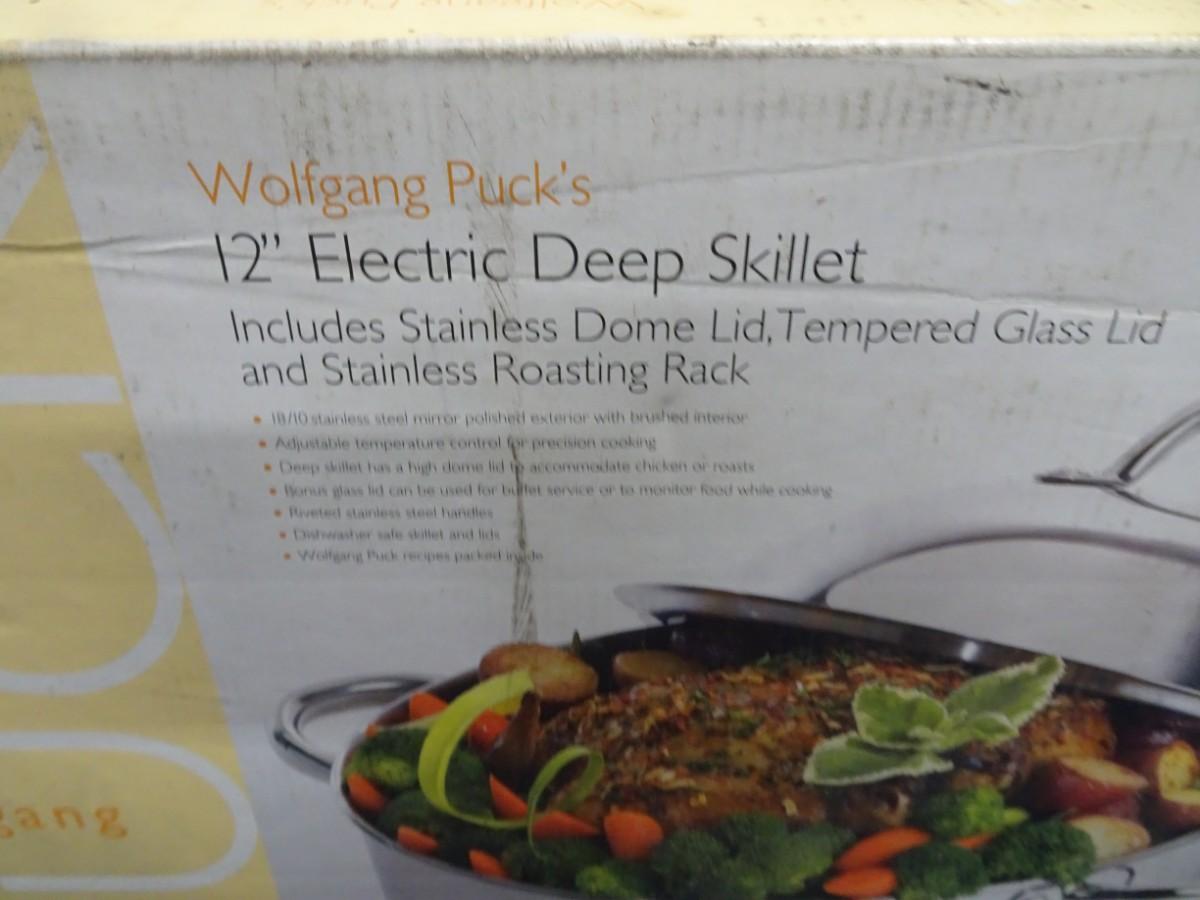 Wolfgang Puck's
12" Electric Deep Skillet
Includes Stainless Dome Lid, Tempered Glass Lid
and Stainless Roasting Rack
• 18/10 stainless steel mirror polished exterior with brushed interior
• Adjustable temperature control for precision cooking
• Deep skillet has a high dome lid to accommodate chicken or roasts
• Bonus glass lid can be used for buffet service or to monitor food while cooking
• Riveted stainless steel handles
• Dishwasher safe skillet and lids
• Wolfgang Puck recipes packed inside
gang